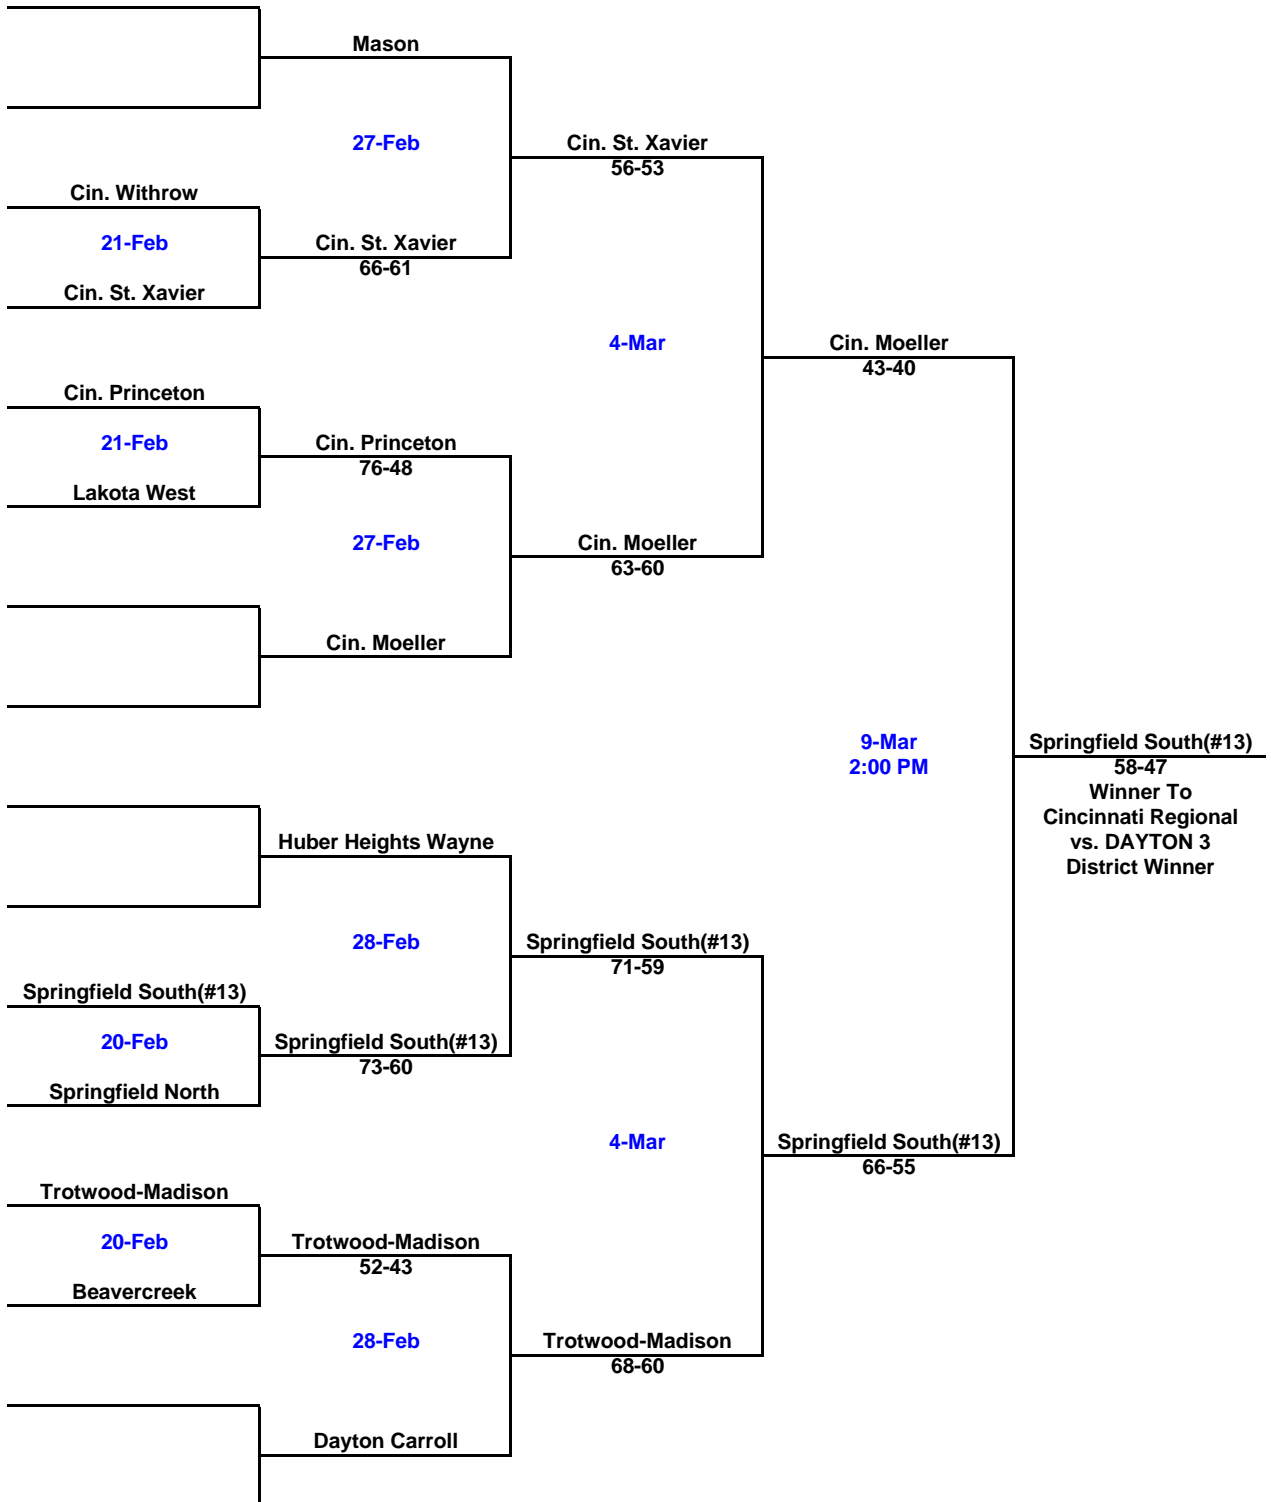 Mason
27-Feb
Cin. St. Xavier
56-53
Cin. Withrow
21-Feb
Cin. St. Xavier
66-61
Cin. St. Xavier
4-Mar
Cin. Moeller
43-40
Cin. Princeton
21-Feb
Cin. Princeton
76-48
Lakota West
27-Feb
Cin. Moeller
63-60
Cin. Moeller
9-Mar
2:00 PM
Springfield South(#13)
58-47
Winner To
Cincinnati Regional
vs. DAYTON 3
District Winner
Huber Heights Wayne
28-Feb
Springfield South(#13)
71-59
Springfield South(#13)
20-Feb
Springfield South(#13)
73-60
Springfield North
4-Mar
Springfield South(#13)
66-55
Trotwood-Madison
20-Feb
Trotwood-Madison
52-43
Beavercreek
28-Feb
Trotwood-Madison
68-60
Dayton Carroll